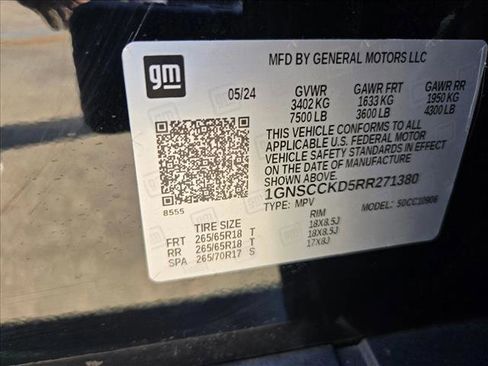 gm
MFD BY GENERAL MOTORS LLC
05/24 GVWR GAWR FRT GAWR RR
3402 KG 1633 KG 1950 KG
7500 LB 3600 LB 4300 LB
THIS VEHICLE CONFORMS TO ALL
APPLICABLE U.S. FEDERAL MOTOR
VEHICLE SAFETY STANDARDS IN EFFECT
ON THE DATE OF MANUFACTURE
SHOWN ABOVE.
1GNSCCKD5RR271380
TYPE: MPV MODEL: 50CC10906
8555
TIRE SIZE RIM
FRT 265/65R18 T 18X8.5J
RR 265/65R18 T 18X8.5J
SPA 265/70R17 S 17X8J